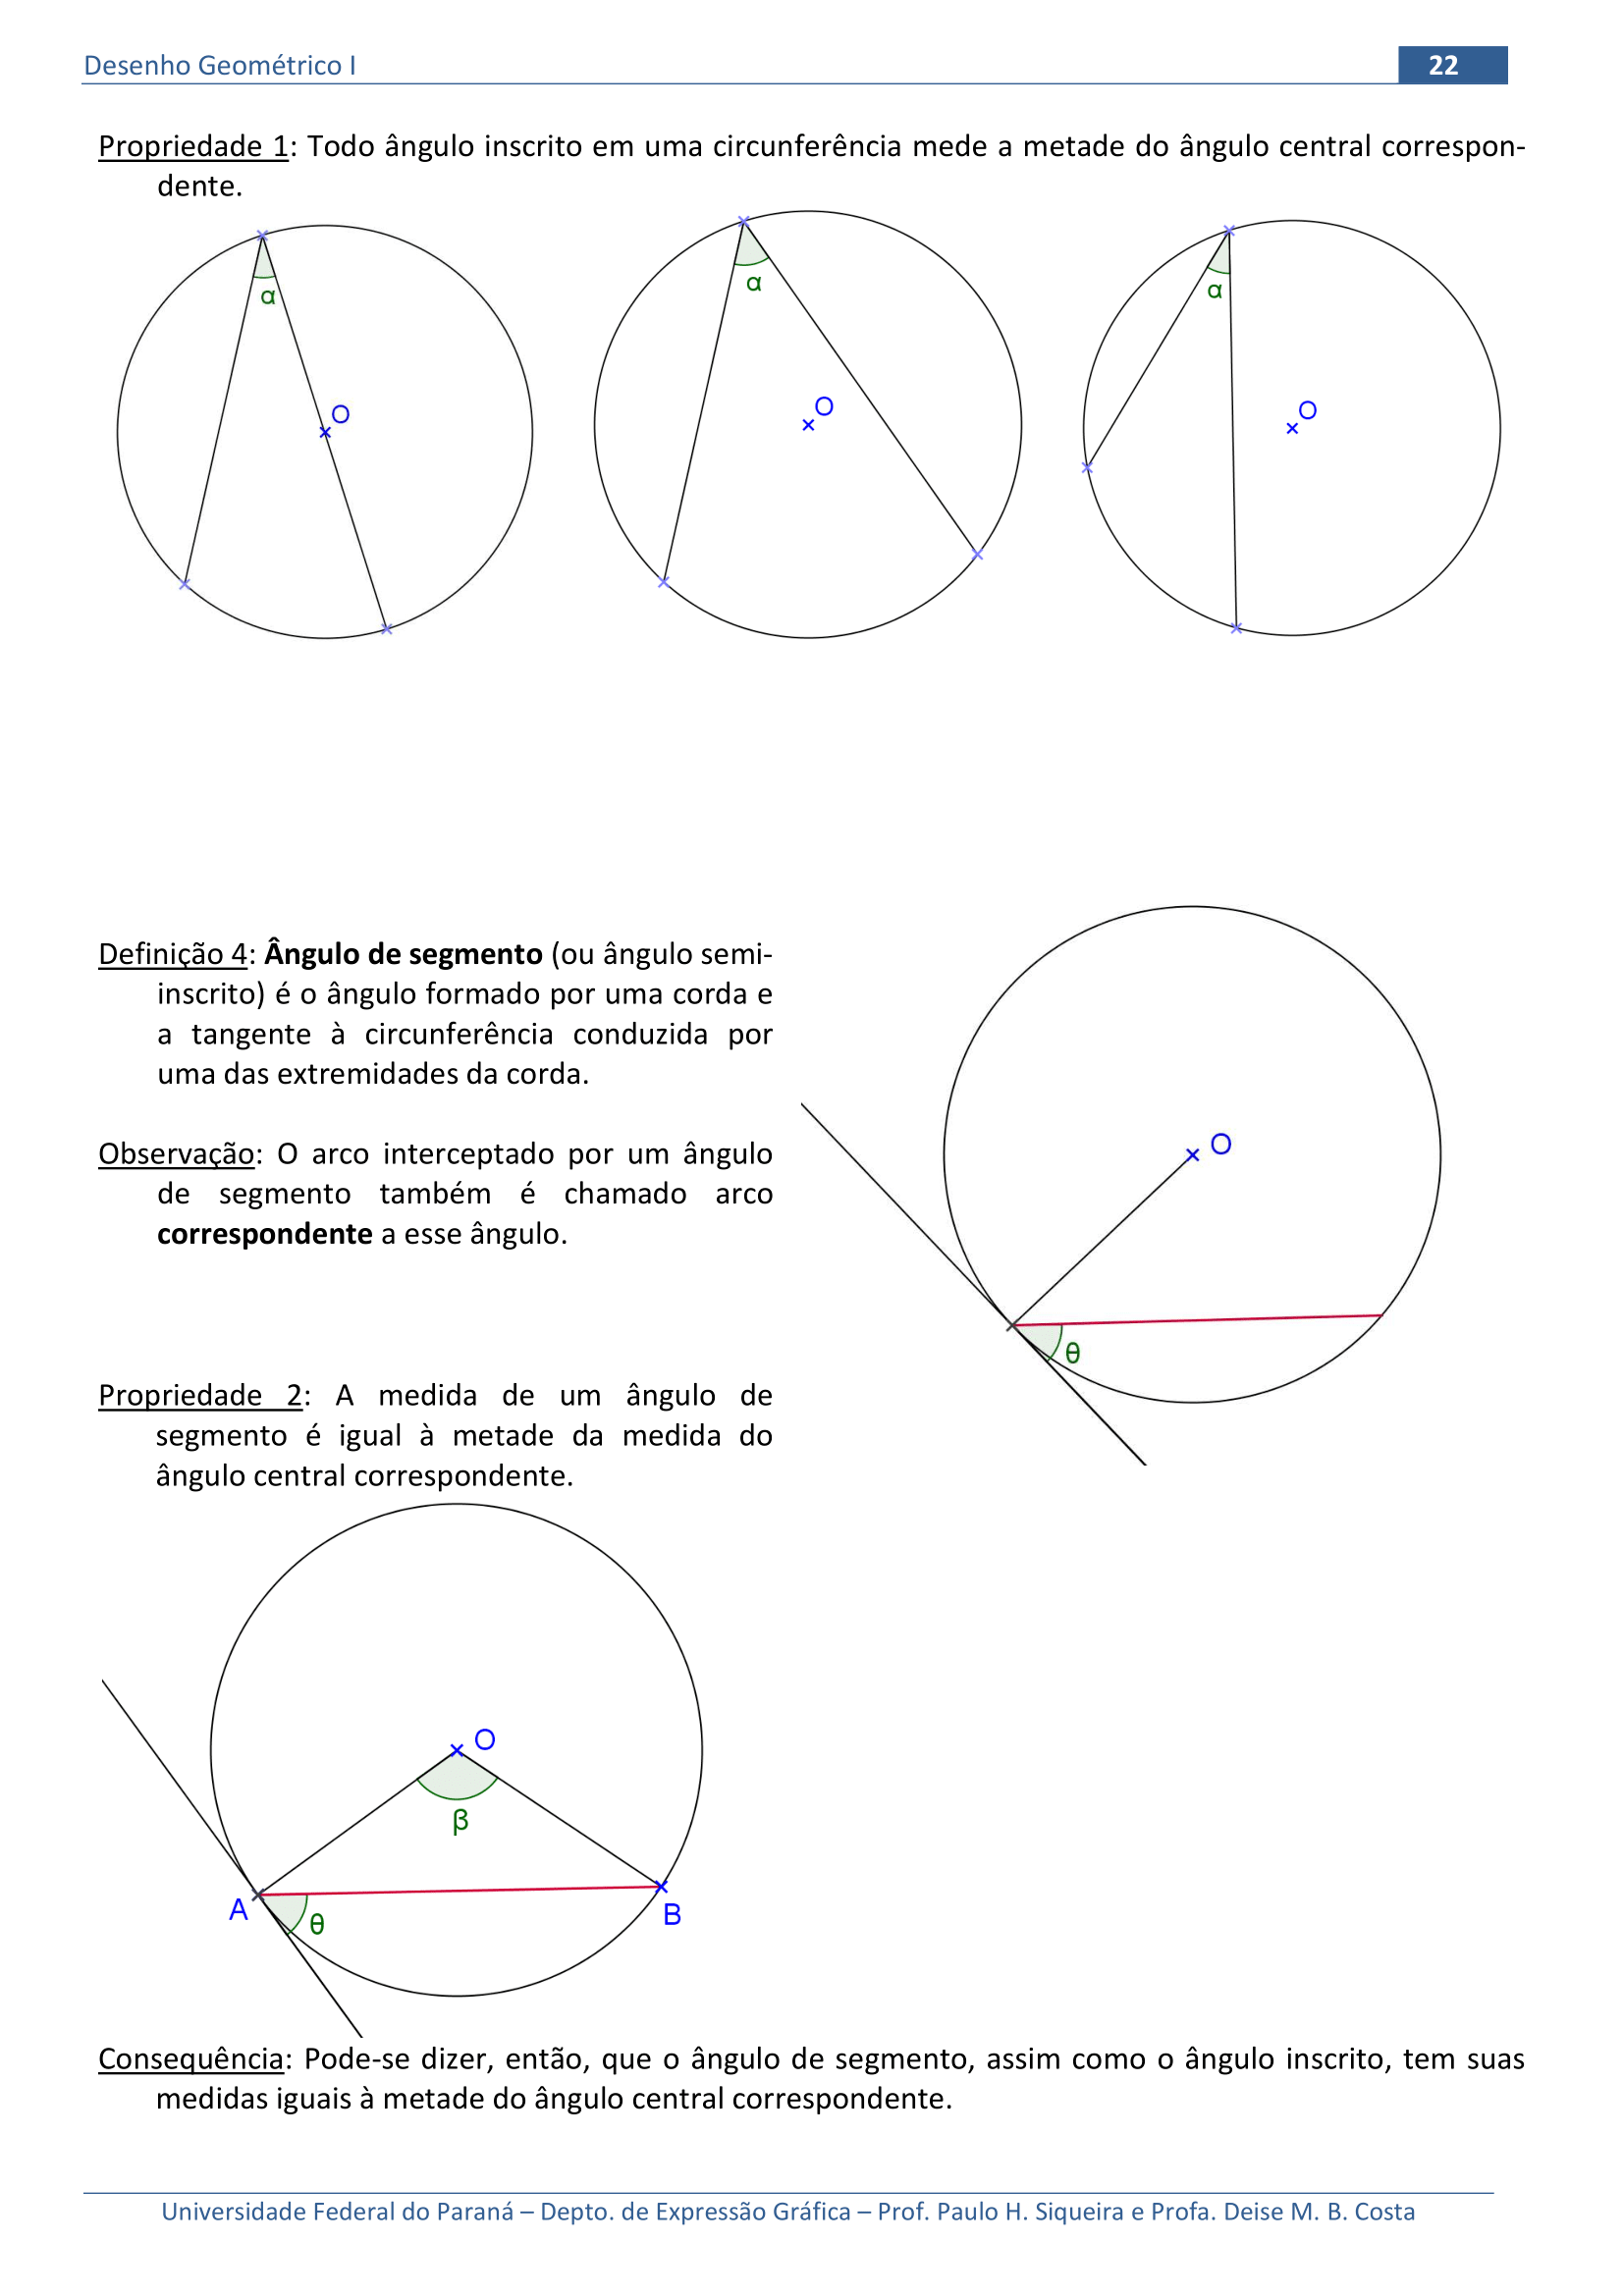 Desenho Geométrico I
22
Propriedade 1: Todo ângulo inscrito em uma circunferência mede a metade do ângulo central correspon-
dente.
α
O
α
O
α
O
Definição 4: Ângulo de segmento (ou ângulo semi-
inscrito) é o ângulo formado por uma corda e
a tangente à circunferência conduzida por
uma das extremidades da corda.
Observação: O arco interceptado por um ângulo
de segmento também é chamado arco
correspondente a esse ângulo.
O
θ
Propriedade 2: A medida de um ângulo de
segmento é igual à metade da medida do
ângulo central correspondente.
O
β
A
θ
B
Consequência: Pode-se dizer, então, que o ângulo de segmento, assim como o ângulo inscrito, tem suas
medidas iguais à metade do ângulo central correspondente.
Universidade Federal do Paraná – Depto. de Expressão Gráfica – Prof. Paulo H. Siqueira e Profa. Deise M. B. Costa